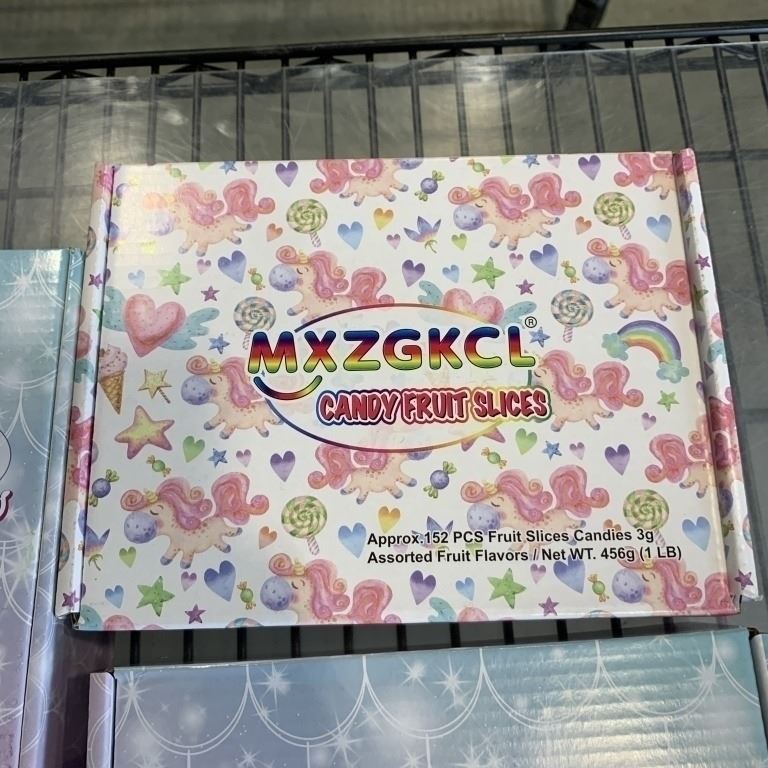 MXZGKCL®
CANDY FRUIT SLICES
Approx.152 PCS Fruit Slices Candies 3g
Assorted Fruit Flavors / Net WT. 456g (1 LB)